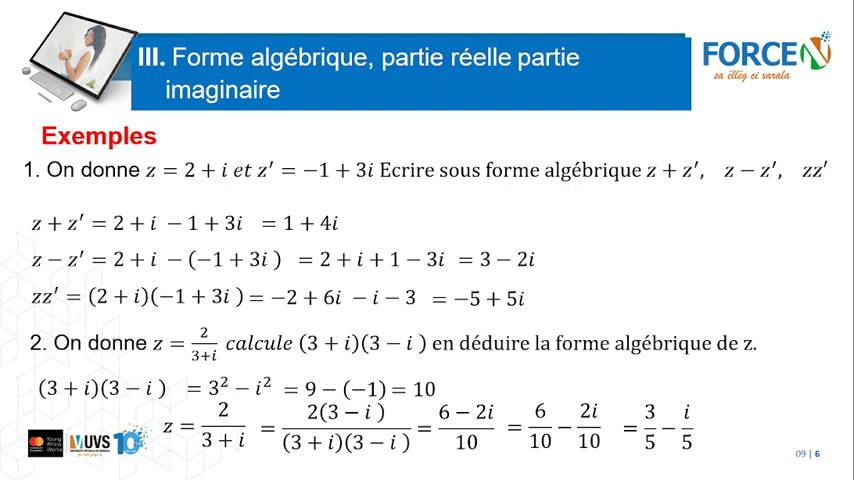 III. Forme algébrique, partie réelle partie
imaginaire
FORCEN
sa ëllëg ci xarala
Exemples
1. On donne z = 2 + i et z′ = −1 + 3i Ecrire sous forme algébrique z + z′, z − z′, zz′
z + z′ = 2 + i − 1 + 3i = 1 + 4i
z − z′ = 2 + i − (−1 + 3i ) = 2 + i + 1 − 3i = 3 − 2i
zz′ = (2 + i)(−1 + 3i ) = −2 + 6i − i − 3 = −5 + 5i
2. On donne z = 2/(3+i) calcule (3 + i)(3 − i ) en déduire la forme algébrique de z.
(3 + i)(3 − i ) = 3² − i² = 9 − (−1) = 10
z = 2/(3 + i) = 2(3 − i )/((3 + i)(3 − i )) = (6 − 2i)/10 = 6/10 − 2i/10 = 3/5 − i/5
Young
Africa
Works
UVS 10
09 | 6